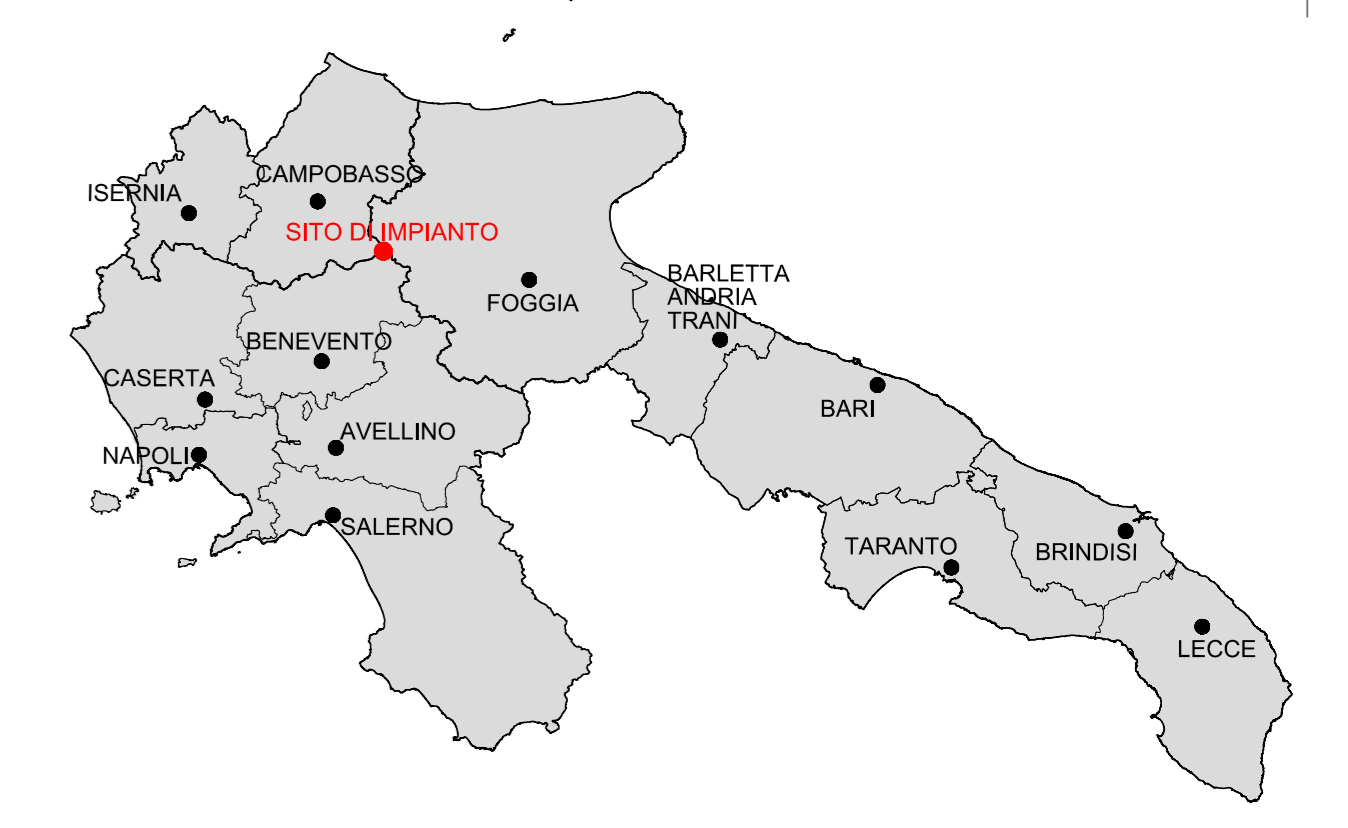 CAMPOBASSO
ISERNIA
SITO DI IMPIANTO
BARLETTA
ANDRIA
TRANI
FOGGIA
BENEVENTO
CASERTA
BARI
AVELLINO
NAPOLI
SALERNO
TARANTO
BRINDISI
LECCE